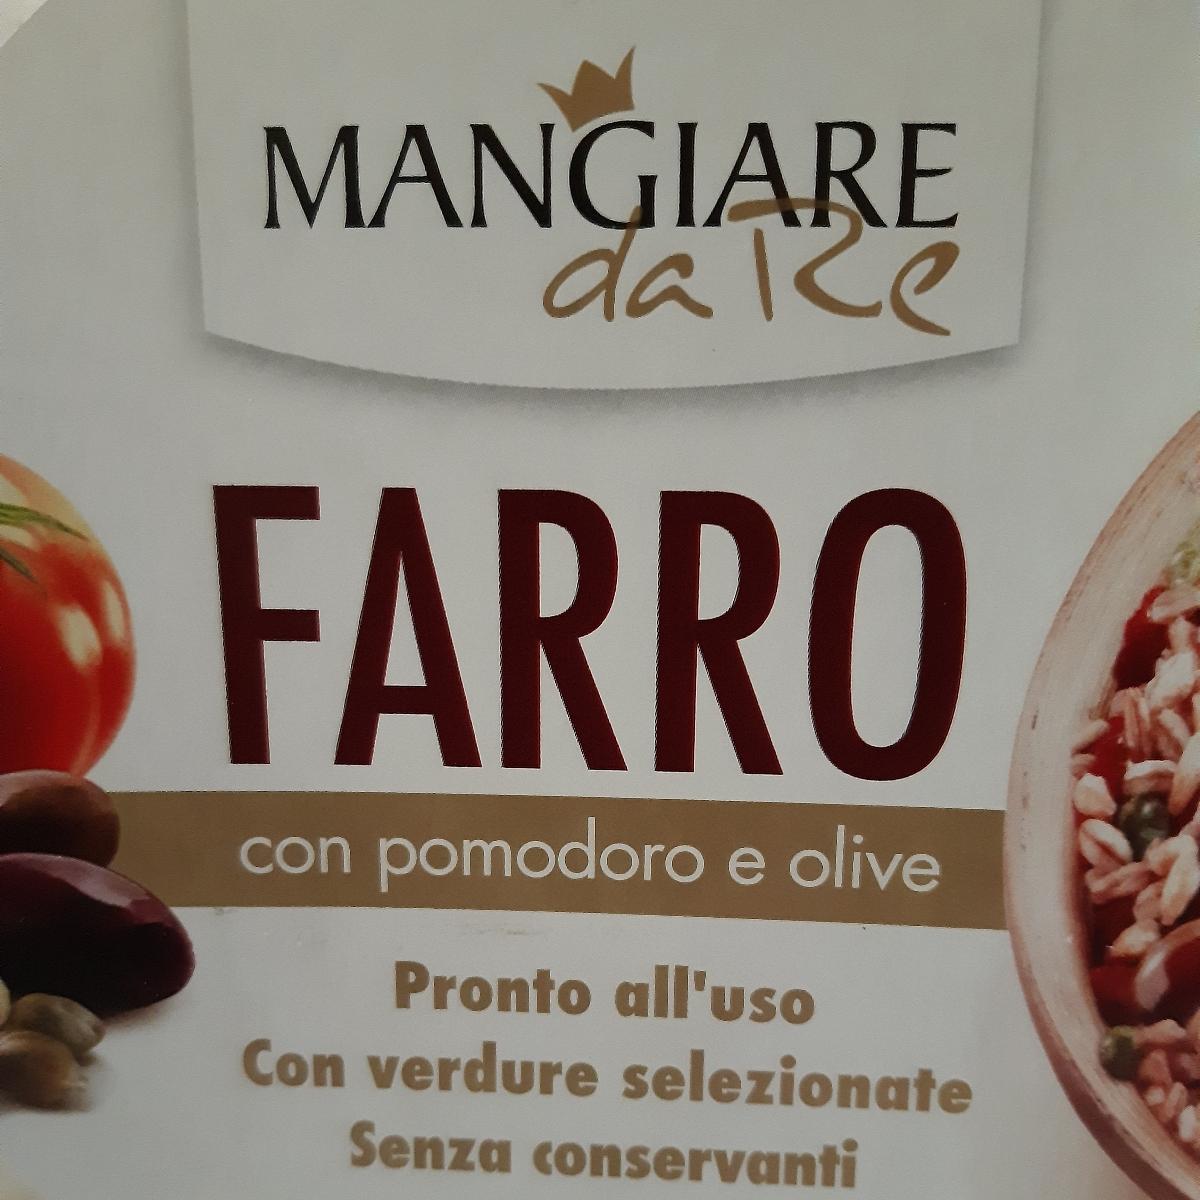 MANGIARE
da Re
FARRO
con pomodoro e olive
Pronto all'uso
Con verdure selezionate
Senza conservanti